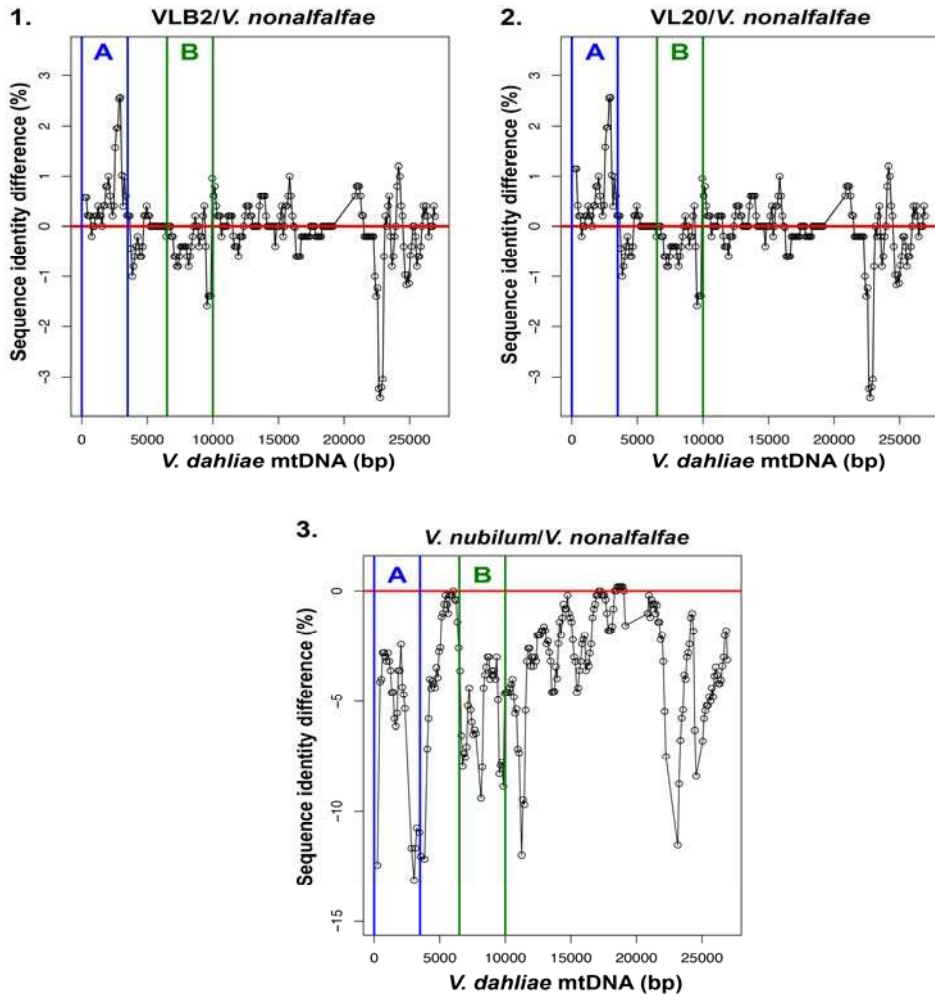 1. VLB2/V. nonalfalfae
A B
Sequence identity difference (%)
3
2
1
0
−1
−2
−3
0 5000 10000 15000 20000 25000
V. dahliae mtDNA (bp)
2. VL20/V. nonalfalfae
A B
Sequence identity difference (%)
3
2
1
0
−1
−2
−3
0 5000 10000 15000 20000 25000
V. dahliae mtDNA (bp)
3. V. nubilum/V. nonalfalfae
A B
Sequence identity difference (%)
0
−5
−10
−15
0 5000 10000 15000 20000 25000
V. dahliae mtDNA (bp)